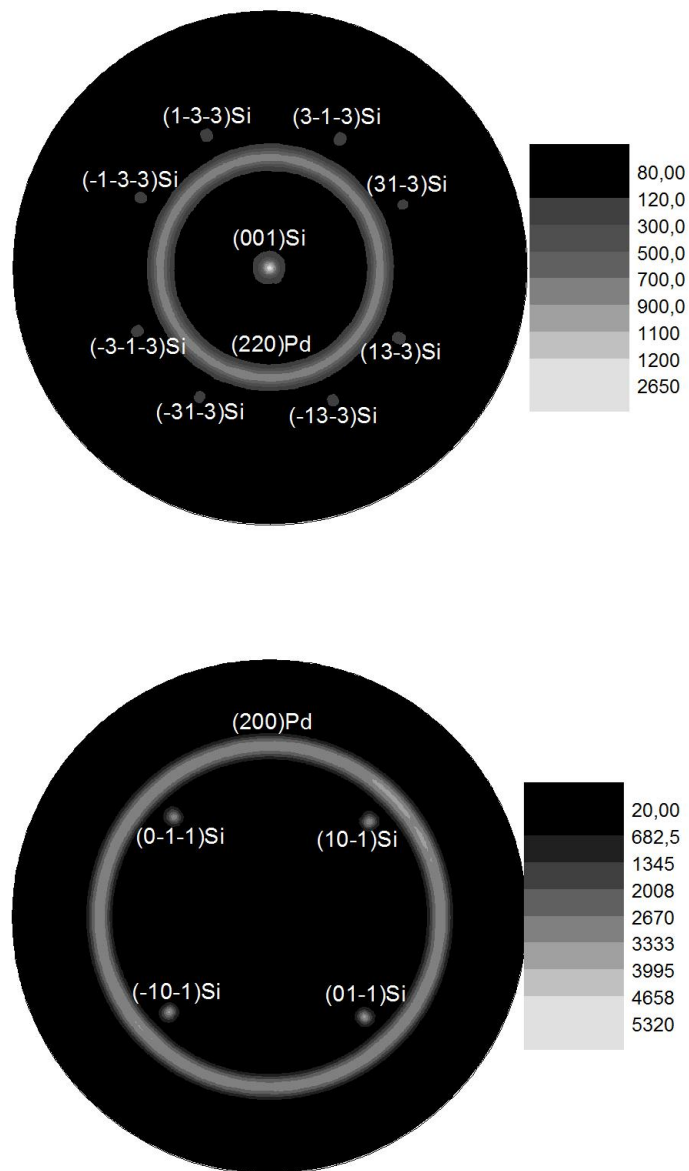 (1-3-3)Si
(3-1-3)Si
(-1-3-3)Si
(31-3)Si
(001)Si
(-3-1-3)Si
(220)Pd
(13-3)Si
(-31-3)Si
(-13-3)Si
80,00
120,0
300,0
500,0
700,0
900,0
1100
1200
2650
(200)Pd
(0-1-1)Si
(10-1)Si
(-10-1)Si
(01-1)Si
20,00
682,5
1345
2008
2670
3333
3995
4658
5320